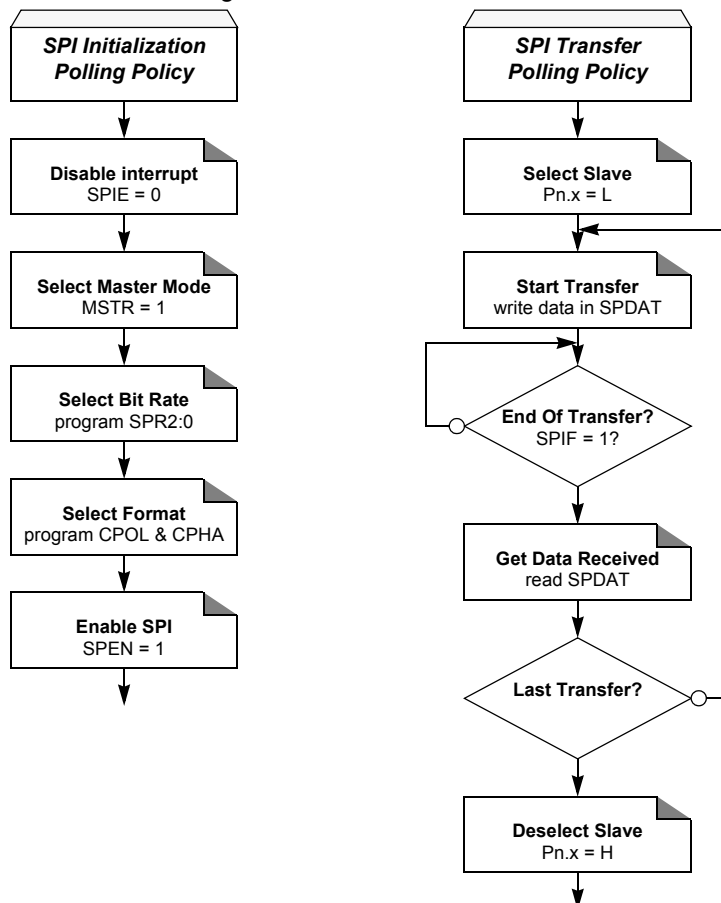 SPI Initialization
Polling Policy
Disable interrupt
SPIE = 0
Select Master Mode
MSTR = 1
Select Bit Rate
program SPR2:0
Select Format
program CPOL & CPHA
Enable SPI
SPEN = 1
SPI Transfer
Polling Policy
Select Slave
Pn.x = L
Start Transfer
write data in SPDAT
End Of Transfer?
SPIF = 1?
Get Data Received
read SPDAT
Last Transfer?
Deselect Slave
Pn.x = H